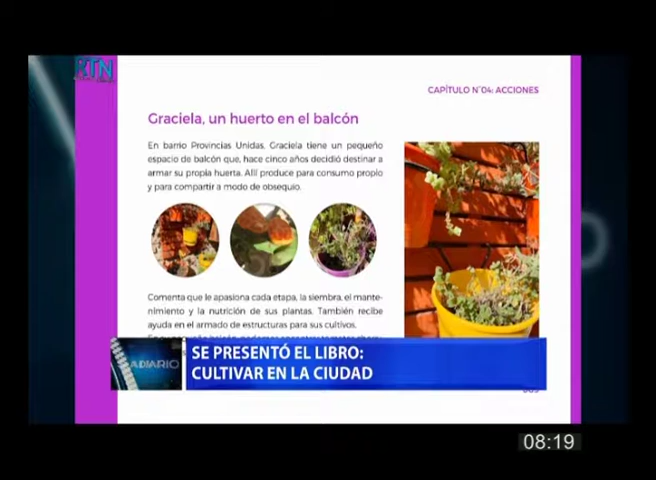 RTN
CAPÍTULO N°04: ACCIONES
Graciela, un huerto en el balcón
En barrio Provincias Unidas, Graciela tiene un pequeño
espacio de balcón que, hace cinco años decidió destinar a
armar su propia huerta. Allí produce para consumo propio
y para compartir a modo de obsequio.
Comenta que le apasiona cada etapa, la siembra, el mante-
nimiento y la nutrición de sus plantas. También recibe
ayuda en el armado de estructuras para sus cultivos.
A DIARIO
SE PRESENTÓ EL LIBRO:
CULTIVAR EN LA CIUDAD
08:19